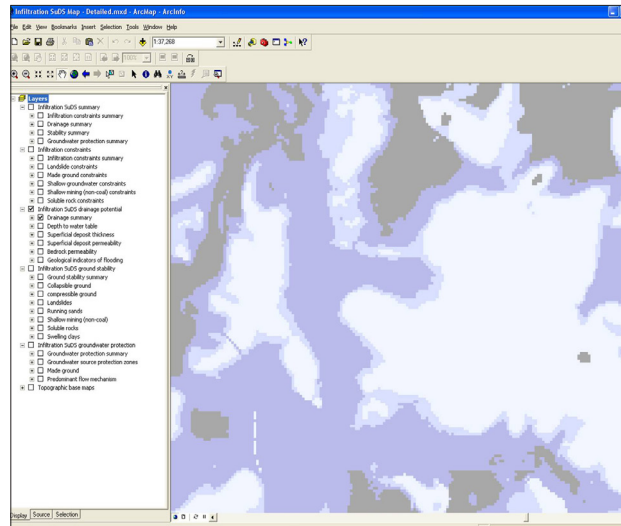 Infiltration SuDS Map - Detailed.mxd - ArcMap - ArcInfo
File Edit View Bookmarks Insert Selection Tools Window Help
1:37,268
100%
Layers
Infiltration SuDS summary
Infiltration constraints summary
Drainage summary
Stability summary
Groundwater protection summary
Infiltration constraints
Infiltration constraints summary
Landslide constraints
Made ground constraints
Shallow groundwater constraints
Shallow mining (non-coal) constraints
Soluble rock constraints
Infiltration SuDS drainage potential
Drainage summary
Depth to water table
Superficial deposit thickness
Superficial deposit permeability
Bedrock permeability
Geological indicators of flooding
Infiltration SuDS ground stability
Ground stability summary
Collapsible ground
compressible ground
Landslides
Running sands
Shallow mining (non-coal)
Soluble rocks
Swelling clays
Infiltration SuDS groundwater protection
Groundwater protection summary
Groundwater source protection zones
Made ground
Predominant flow mechanism
Topographic base maps
Display Source Selection